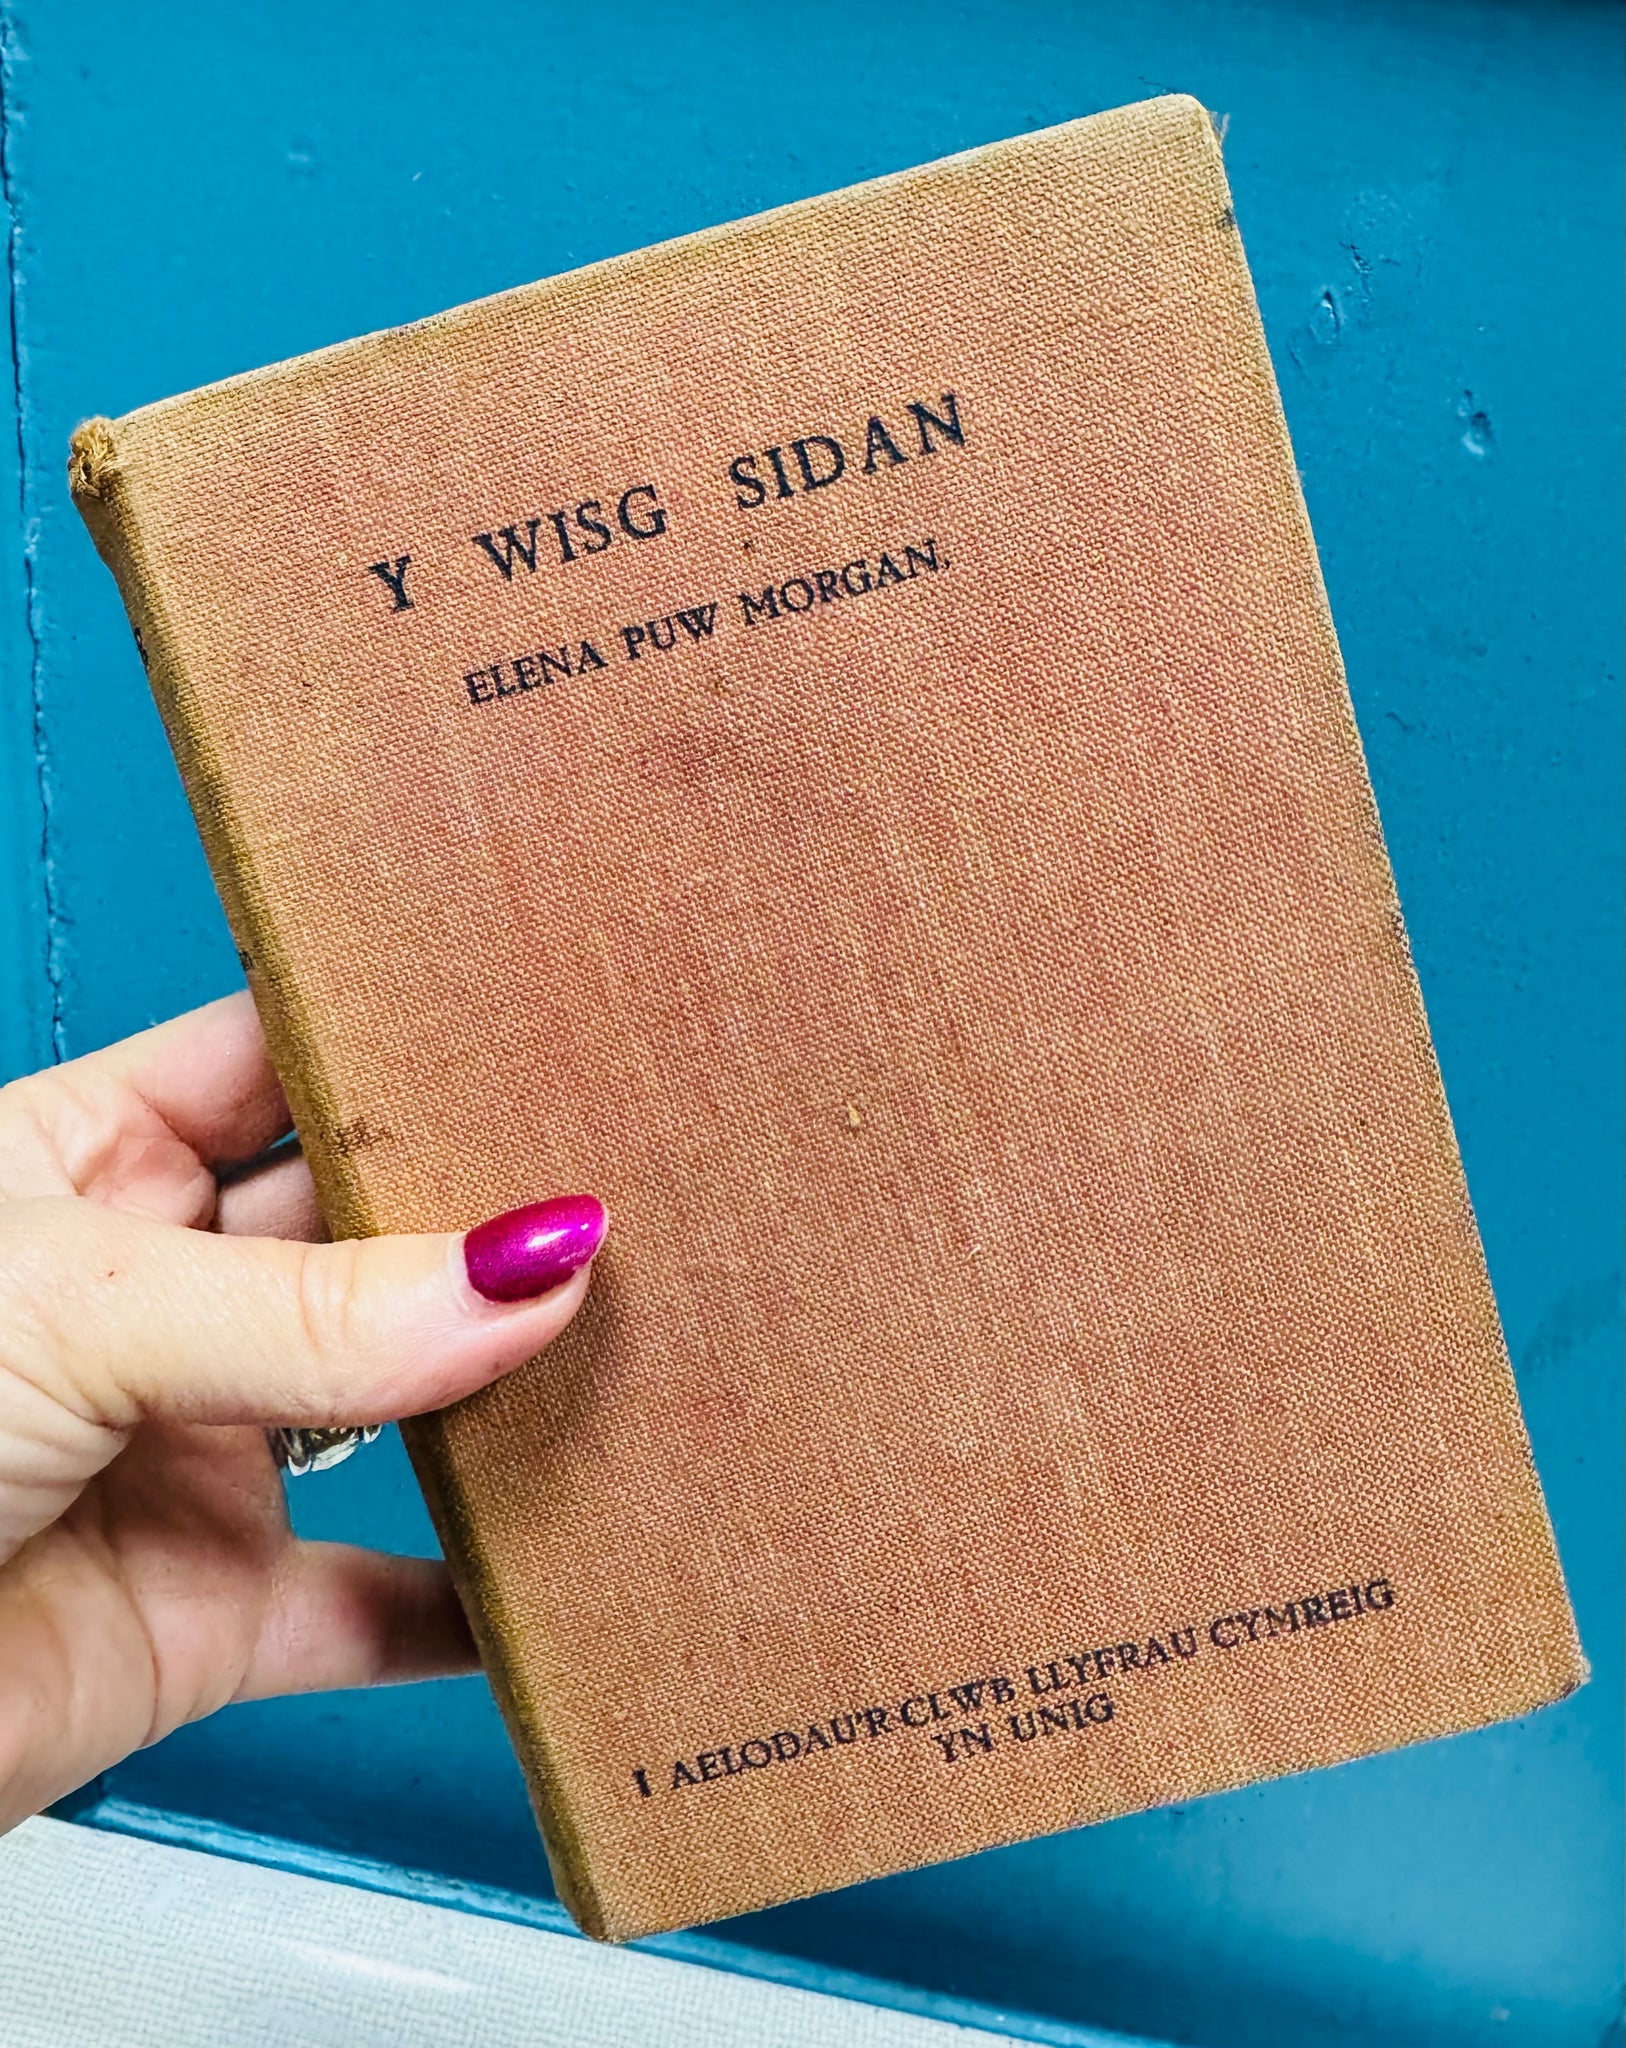 Y WISG SIDAN
ELENA PUW MORGAN.
I AELODAU'R CLWB LLYFRAU CYMREIG
YN UNIG